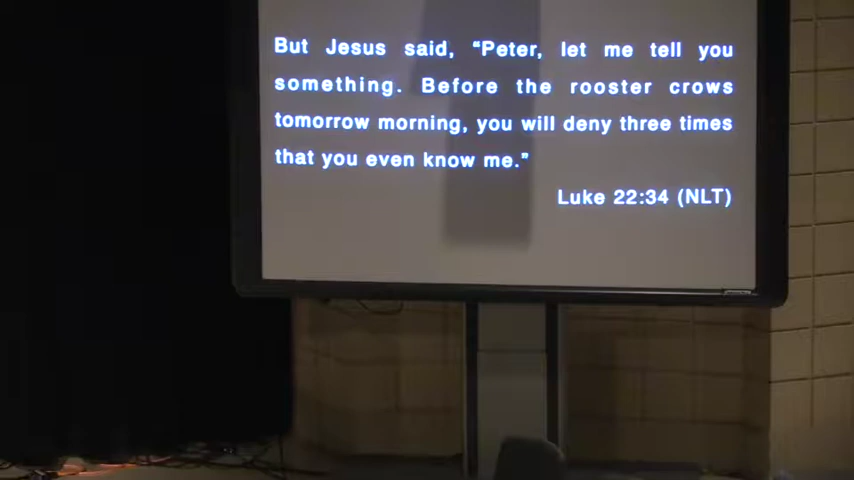 But Jesus said, “Peter, let me tell you
something. Before the rooster crows
tomorrow morning, you will deny three times
that you even know me.”
Luke 22:34 (NLT)